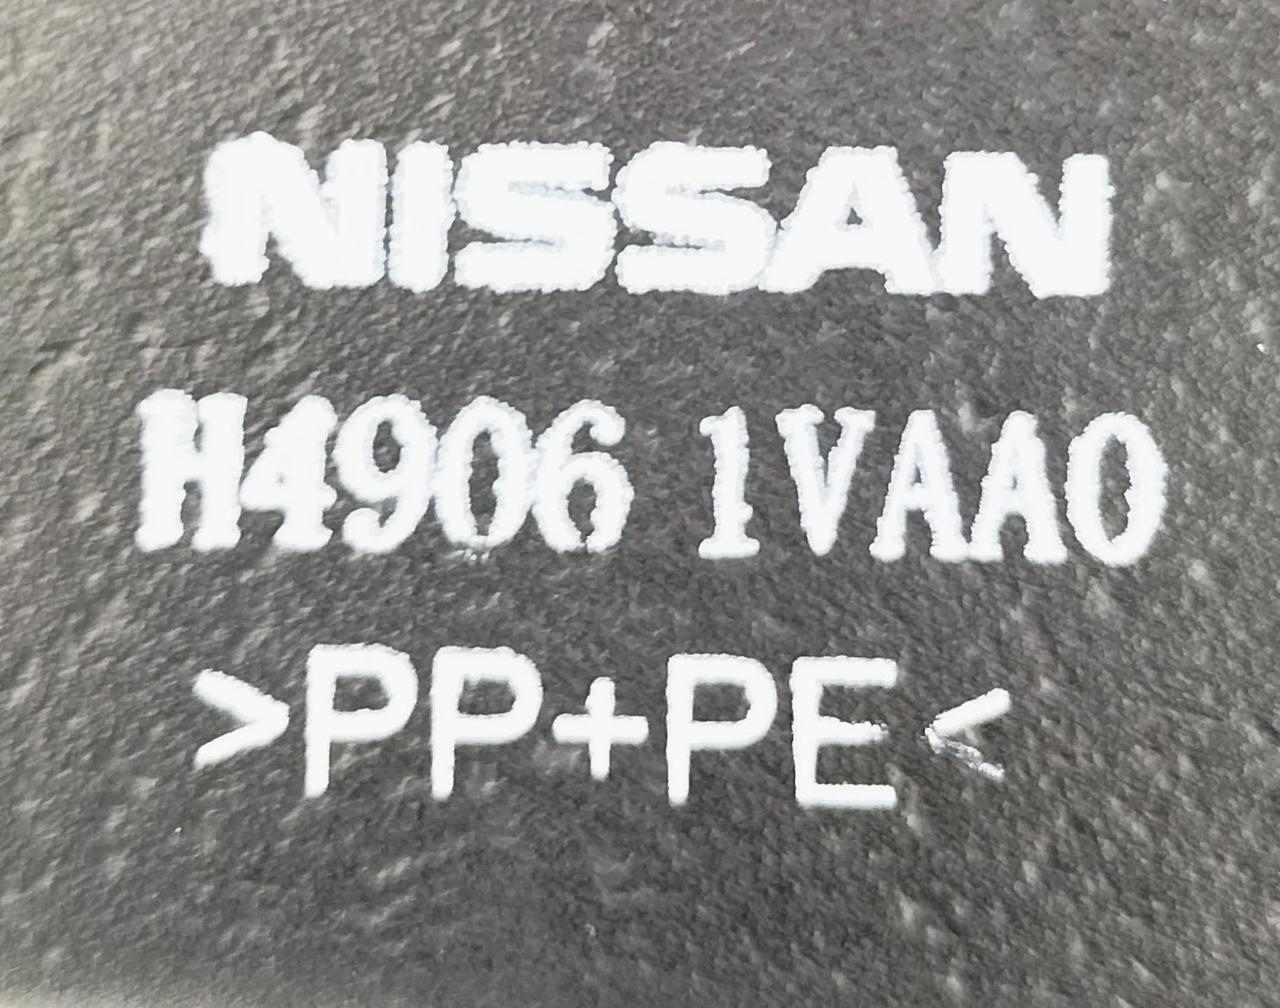 NISSAN
H4906 1VAA0
>PP+PE<